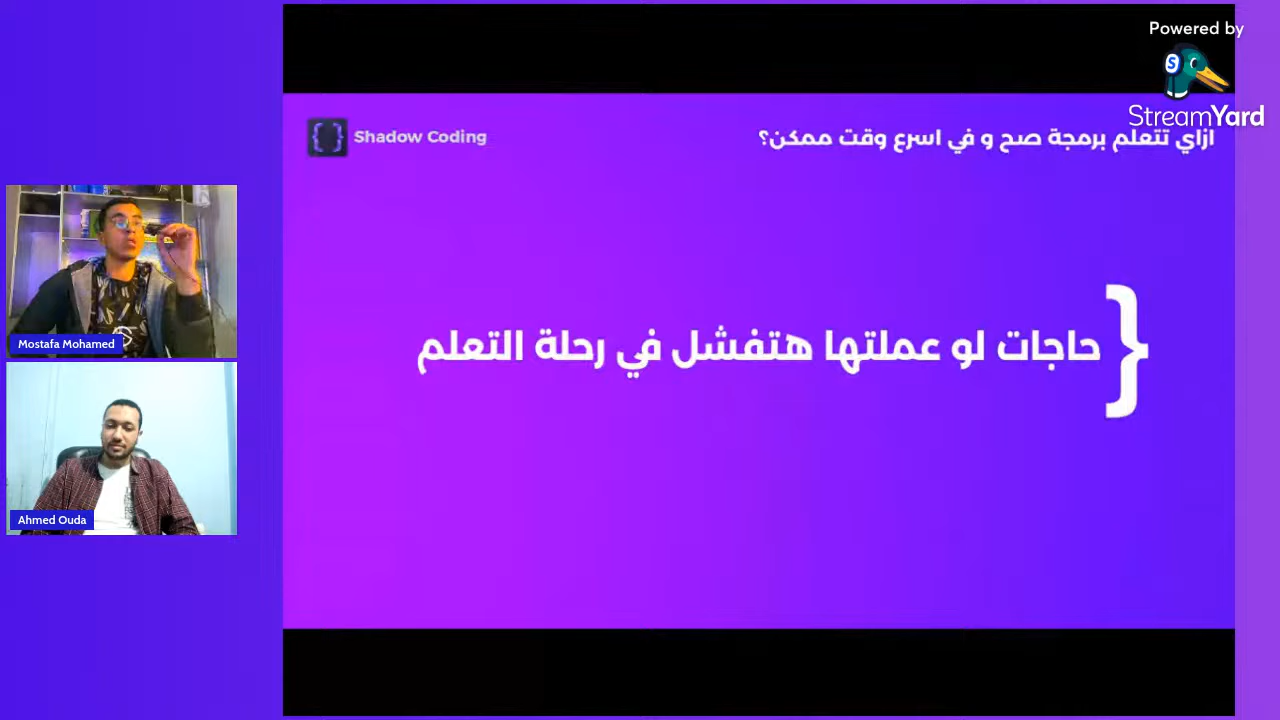 Powered by
StreamYard
Shadow Coding
ازاي تتعلم برمجة صح و في اسرع وقت ممكن؟
حاجات لو عملتها هتفشل في رحلة التعلم
Mostafa Mohamed
Ahmed Ouda